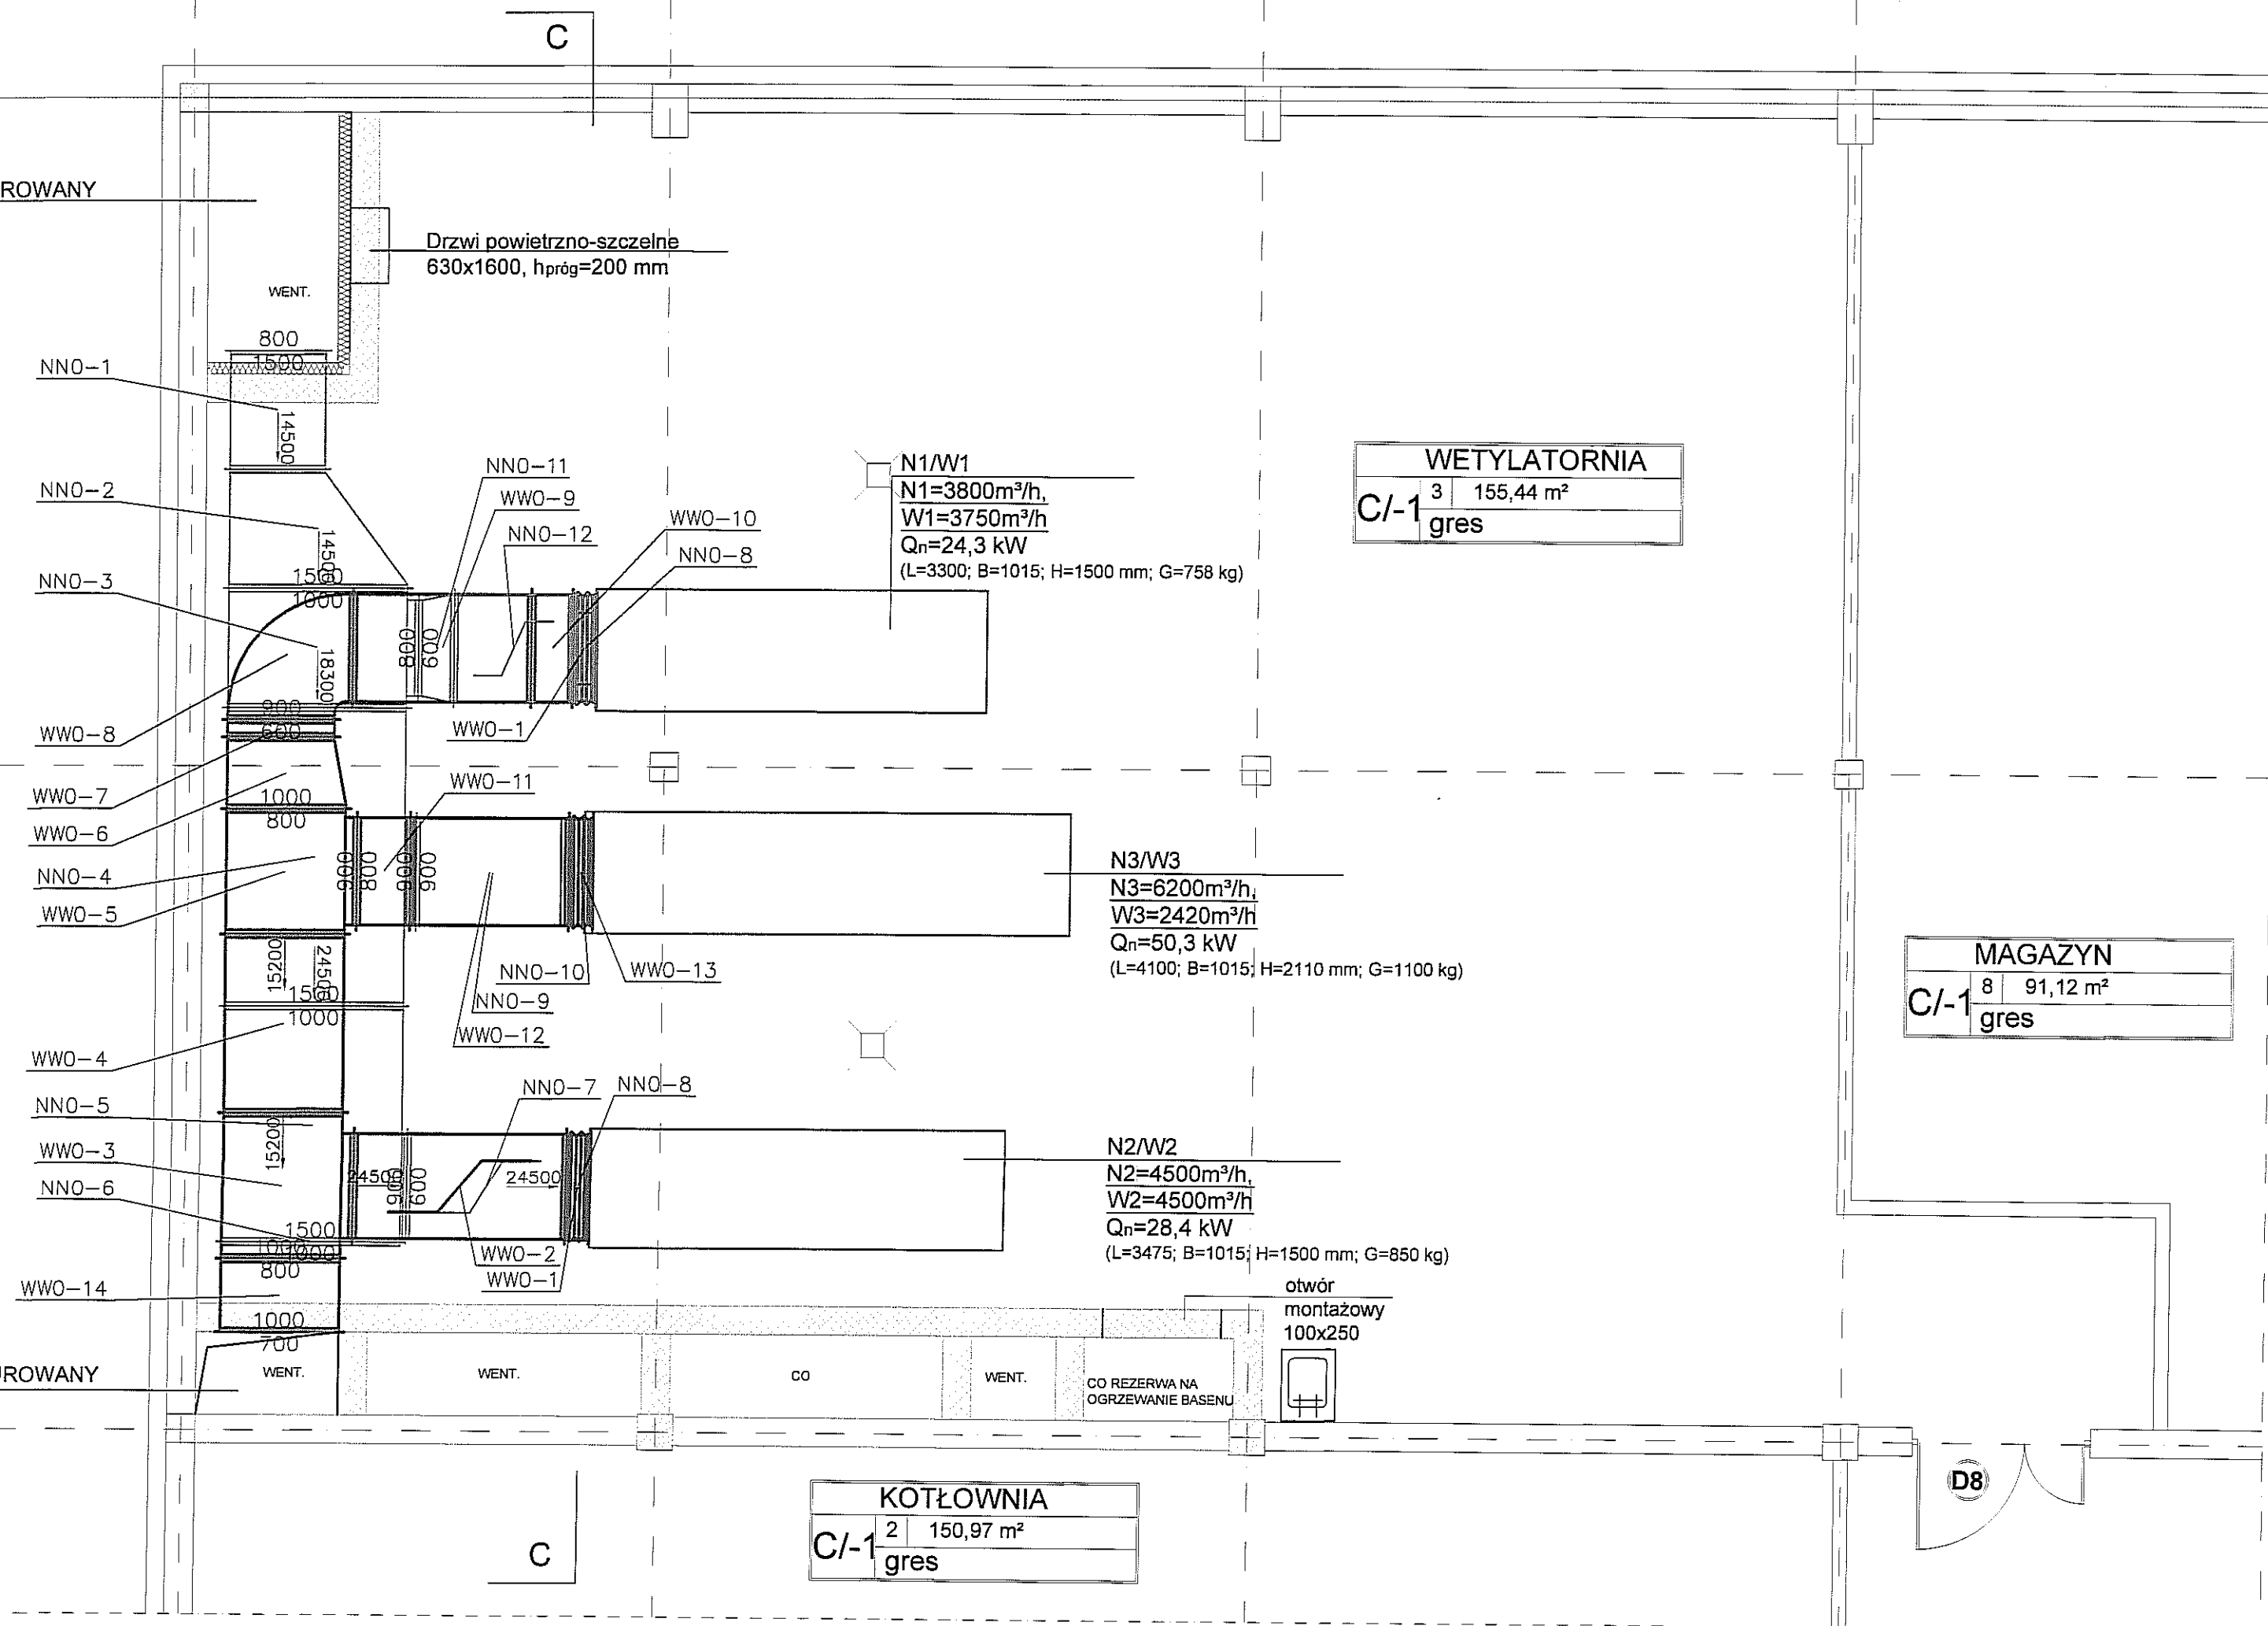 C
ROWANY
Drzwi powietrzno-szczelne
630x1600, hpróg=200 mm
WENT.
800
1500
NNO-1
14500
NNO-2
14500
1500
1000
NNO-3
18300
NNO-11
WWO-9
NNO-12
WWO-10
NNO-8
800
600
WWO-1
N1/W1
N1=3800m³/h,
W1=3750m³/h
Qn=24,3 kW
(L=3300; B=1015; H=1500 mm; G=758 kg)
WETYLATORNIA
C/-1
3 155,44 m²
gres
WWO-8
900
600
WWO-7
WWO-6
1000
800
NNO-4
WWO-5
WWO-11
900
800
900
900
15200
24500
1500
1000
NNO-10
WWO-13
NNO-9
WWO-12
N3/W3
N3=6200m³/h,
W3=2420m³/h
Qn=50,3 kW
(L=4100; B=1015; H=2110 mm; G=1100 kg)
MAGAZYN
C/-1
8 91,12 m²
gres
WWO-4
NNO-5
15200
WWO-3
NNO-6
NNO-7
NNO-8
24500
900
600
24500
WWO-2
WWO-1
N2/W2
N2=4500m³/h,
W2=4500m³/h
Qn=28,4 kW
(L=3475; B=1015; H=1500 mm; G=850 kg)
1500
1000
1000
800
WWO-14
1000
700
otwór
montażowy
100x250
UROWANY
WENT.
WENT.
CO
WENT.
CO REZERWA NA
OGRZEWANIE BASENU
D8
KOTŁOWNIA
C/-1
2 150,97 m²
gres
C